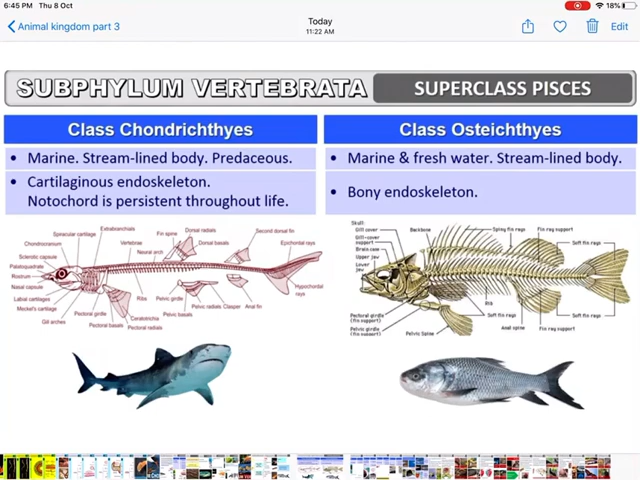 6:45 PM Thu 8 Oct
18%
Animal kingdom part 3
Today
11:22 AM
Edit
SUBPHYLUM VERTEBRATA
SUPERCLASS PISCES
Class Chondrichthyes
Class Osteichthyes
• Marine. Stream-lined body. Predaceous.
• Marine & fresh water. Stream-lined body.
• Cartilaginous endoskeleton.
Notochord is persistent throughout life.
• Bony endoskeleton.
Spiracular cartilage
Extrabranchials
Fin spine
Dorsal radials
Second dorsal fin
Chondrocranium
Vertebrae
Dorsal basals
Epichordal rays
Sclerotic capsule
Neural arch
Palatoquadrate
Rostrum
Nasal capsule
Hypochordal
rays
Labial cartilages
Ribs
Pelvic girdle
Pelvic radials
Clasper
Anal fin
Meckel's cartilage
Pectoral girdle
Ceratotrichia
Pelvic basals
Gill arches
Pectoral basals
Pectoral radials
Skull
Gill cover
Backbone
Spiny fin rays
Fin ray support
Gill-cover
support
Soft fin rays
Brain case
Upper jaw
Lower
jaw
Rib
Pectoral girdle
(fin support)
Soft fin rays
Soft fin rays
Pelvic girdle
(fin support)
Pelvic Spine
Anal spine
Fin ray support